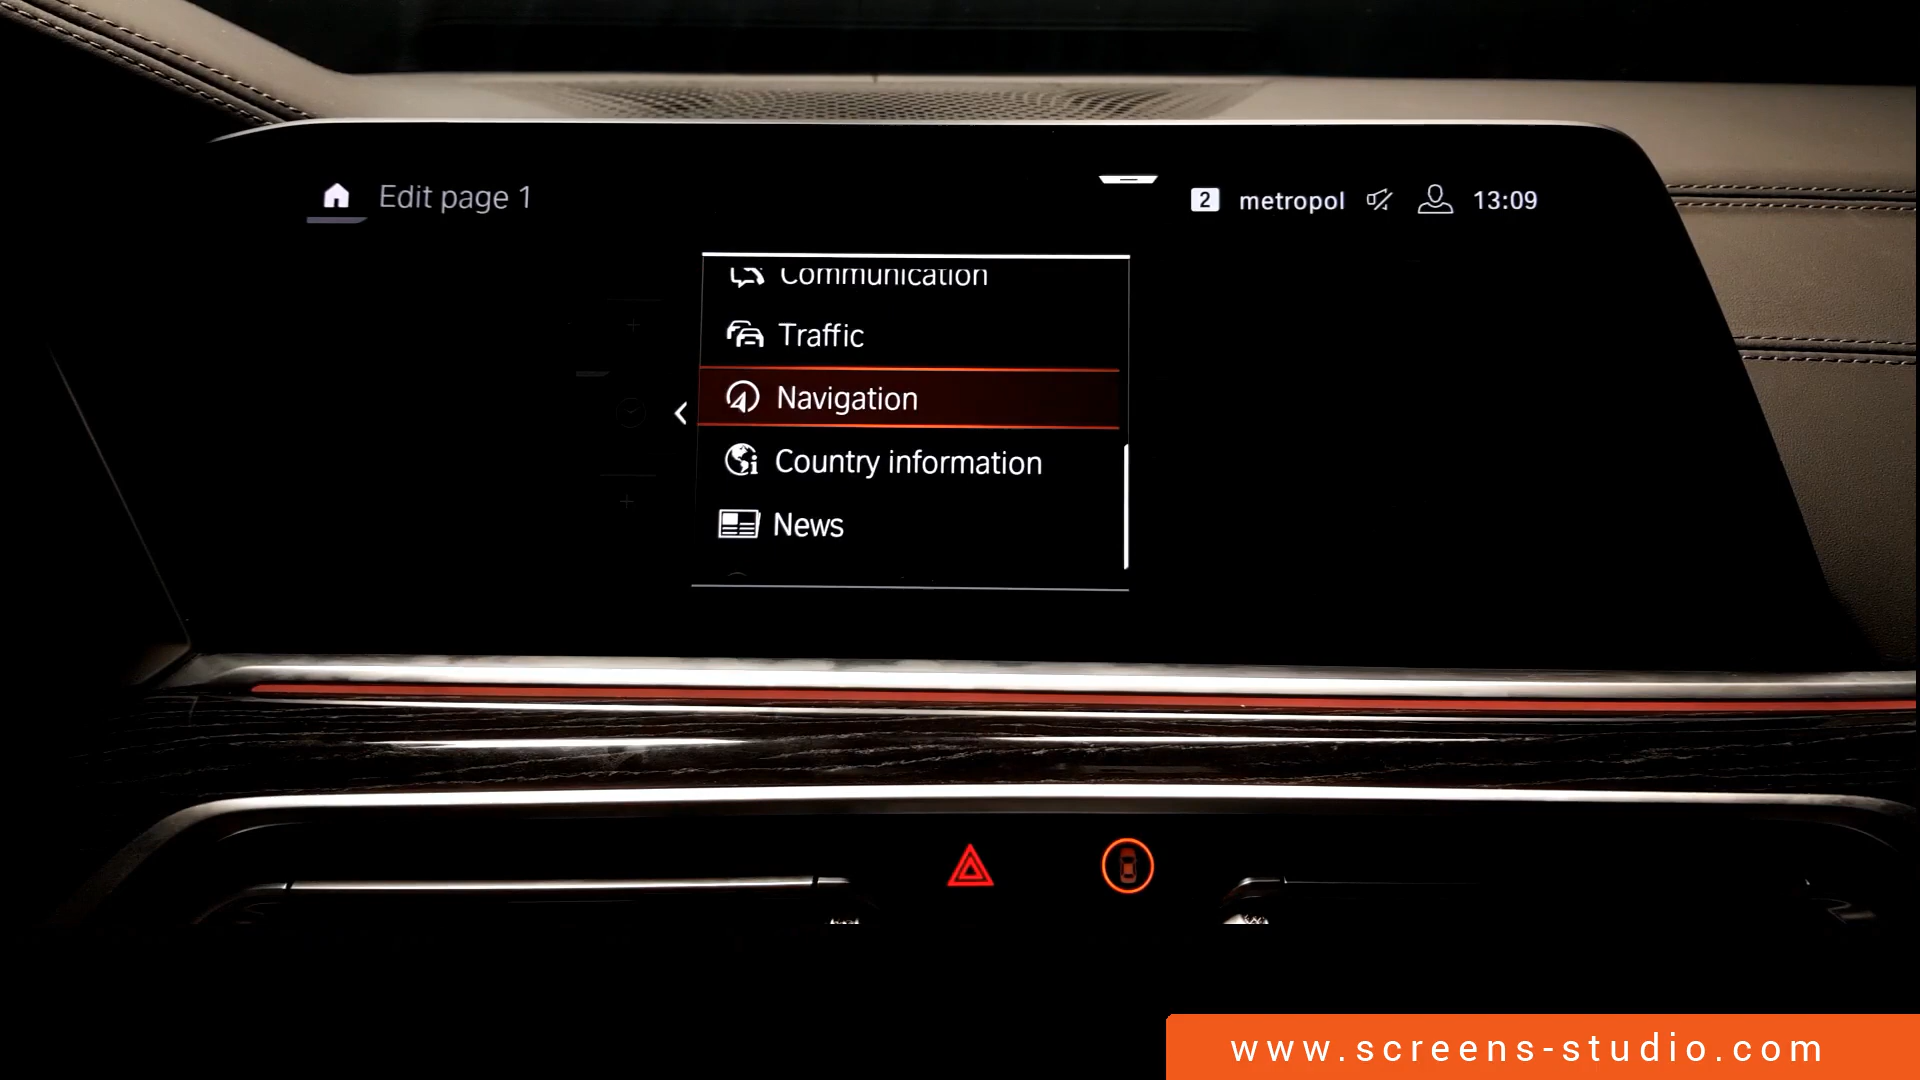 Edit page 1
2 metropol 13:09
Communication
Traffic
Navigation
Country information
News
www.screens-studio.com